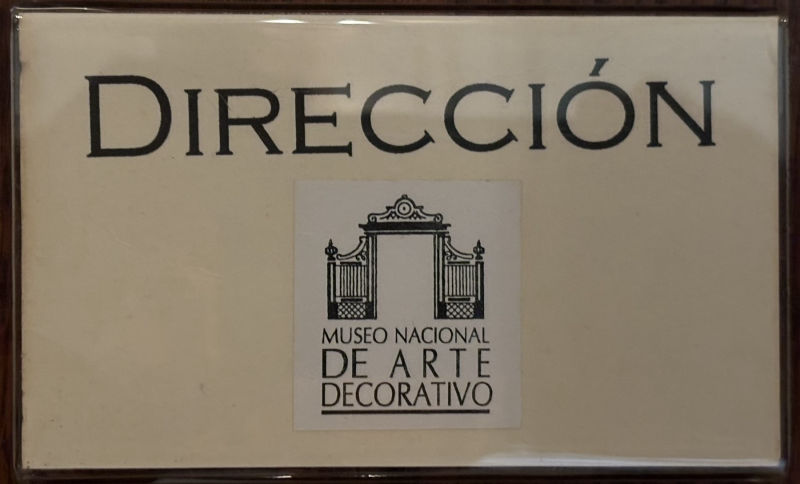 DIRECCIÓN
MUSEO NACIONAL
DE ARTE
DECORATIVO